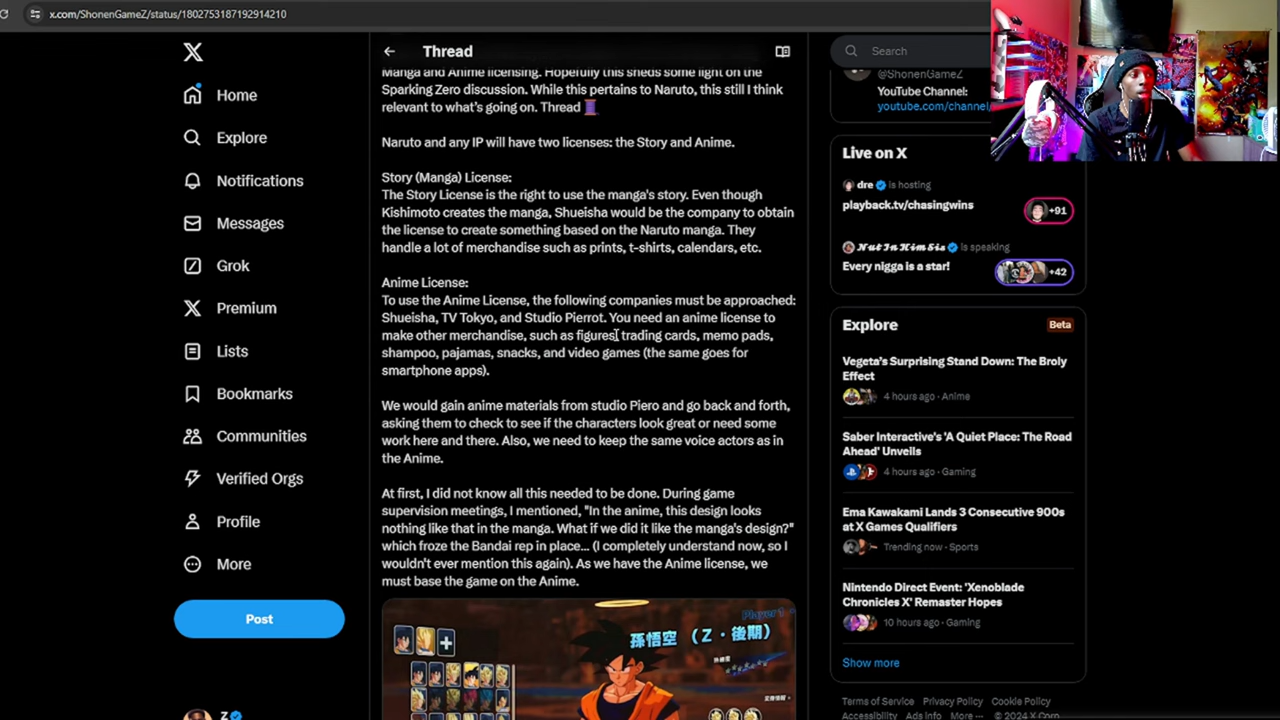 x.com/ShonenGameZ/status/1802753187192914210
Home
Explore
Notifications
Messages
Grok
Premium
Lists
Bookmarks
Communities
Verified Orgs
Profile
More
Post
Z
Thread
Manga and Anime licensing. Hopefully this sheds some light on the
Sparking Zero discussion. While this pertains to Naruto, this still I think
relevant to what's going on. Thread
Naruto and any IP will have two licenses: the Story and Anime.
Story (Manga) License:
The Story License is the right to use the manga's story. Even though
Kishimoto creates the manga, Shueisha would be the company to obtain
the license to create something based on the Naruto manga. They
handle a lot of merchandise such as prints, t-shirts, calendars, etc.
Anime License:
To use the Anime License, the following companies must be approached:
Shueisha, TV Tokyo, and Studio Pierrot. You need an anime license to
make other merchandise, such as figures, trading cards, memo pads,
shampoo, pajamas, snacks, and video games (the same goes for
smartphone apps).
We would gain anime materials from studio Piero and go back and forth,
asking them to check to see if the characters look great or need some
work here and there. Also, we need to keep the same voice actors as in
the Anime.
At first, I did not know all this needed to be done. During game
supervision meetings, I mentioned, "In the anime, this design looks
nothing like that in the manga. What if we did it like the manga's design?"
which froze the Bandai rep in place... (I completely understand now, so I
wouldn't ever mention this again). As we have the Anime license, we
must base the game on the Anime.
Player 1
孫悟空 (Z・後期)
Search
@ShonenGameZ
YouTube Channel:
youtube.com/channel
Live on X
dre is hosting
playback.tv/chasingwins
+91
Nut In Him Sis is speaking
Every nigga is a star!
+42
Explore
Beta
Vegeta's Surprising Stand Down: The Broly
Effect
4 hours ago · Anime
Saber Interactive's 'A Quiet Place: The Road
Ahead' Unveils
4 hours ago · Gaming
Ema Kawakami Lands 3 Consecutive 900s
at X Games Qualifiers
Trending now · Sports
Nintendo Direct Event: 'Xenoblade
Chronicles X' Remaster Hopes
10 hours ago · Gaming
Show more
Terms of Service Privacy Policy Cookie Policy
Accessibility Ads info More ··· © 2024 X Corp.